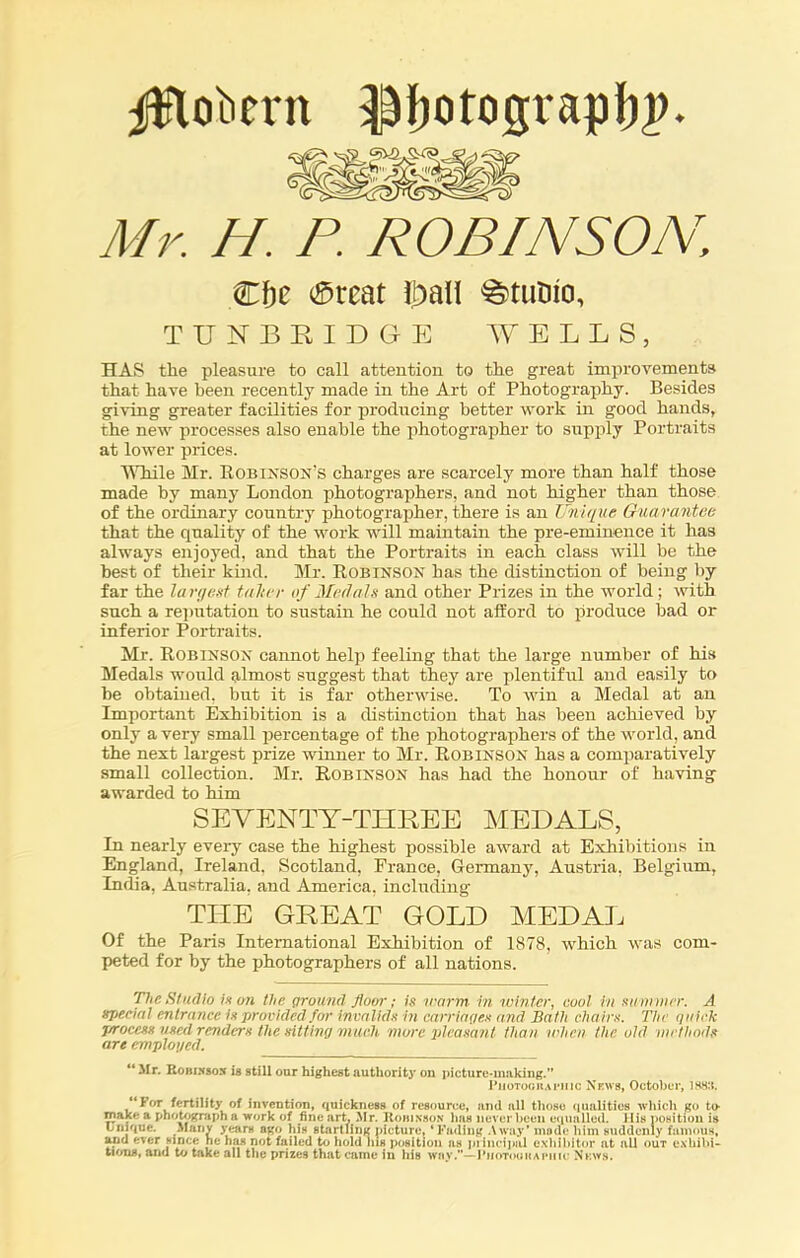 Modern Photography.
Mr. H. P. ROBINSON,
The Great Hall Studio,
TUNBRIDGE WELLS,
HAS the pleasure to call attention to the great improvements
that have been recently made in the Art of Photography. Besides
giving greater facilities for producing better work in good hands,
the new processes also enable the photographer to supply Portraits
at lower prices.
While Mr. ROBINSON'S charges are scarcely more than half those
made by many London photographers, and not higher than those
of the ordinary country photographer, there is an Unique Guarantee
that the quality of the work will maintain the pre-eminence it has
always enjoyed, and that the Portraits in each class will be the
best of their kind. Mr. ROBINSON has the distinction of being by
far the largest taker of Medals and other Prizes in the world; with
such a reputation to sustain he could not afford to produce bad or
inferior Portraits.
Mr. ROBINSON cannot help feeling that the large number of his
Medals would almost suggest that they are plentiful and easily to
be obtained, but it is far otherwise. To win a Medal at an
Important Exhibition is a distinction that has been achieved by
only a very small percentage of the photographers of the world, and
the next largest prize winner to Mr. ROBINSON has a comparatively
small collection. Mr. ROBINSON has had the honour of having
awarded to him
SEVENTY-THREE MEDALS,
In nearly every case the highest possible award at Exhibitions in
England, Ireland, Scotland, France, Germany, Austria, Belgium,
India, Australia, and America, including
THE GREAT GOLD MEDAL
Of the Paris International Exhibition of 1878, which was com-
peted for by the photographers of all nations.
The Studio is on the ground floor; is warm in winter, cool in summer. A
special entrance is provided for invalids in carriages and Bath chairs. The quick
process used renders the sitting much more pleasant than when the old methods
are employed.
"Mr. ROBINSON is still our highest authority on picture-making."
PHOTOGRAPHIC NEWS, October, 1883.
"For fertility of invention, quickness of resource, and all those qualities which go to
make a photograph a work of fine art, Mr. ROBINSON has never been equalled. His position is
Unique. Many years ago his startling picture, 'Fading Away' made him suddenly famous,
and ever since he has not failed to hold his position as principal exhibitor at all our exhibi-
tions, and to take all the prizes that came in his way."—PHOTOGRAPHIC NEWS.